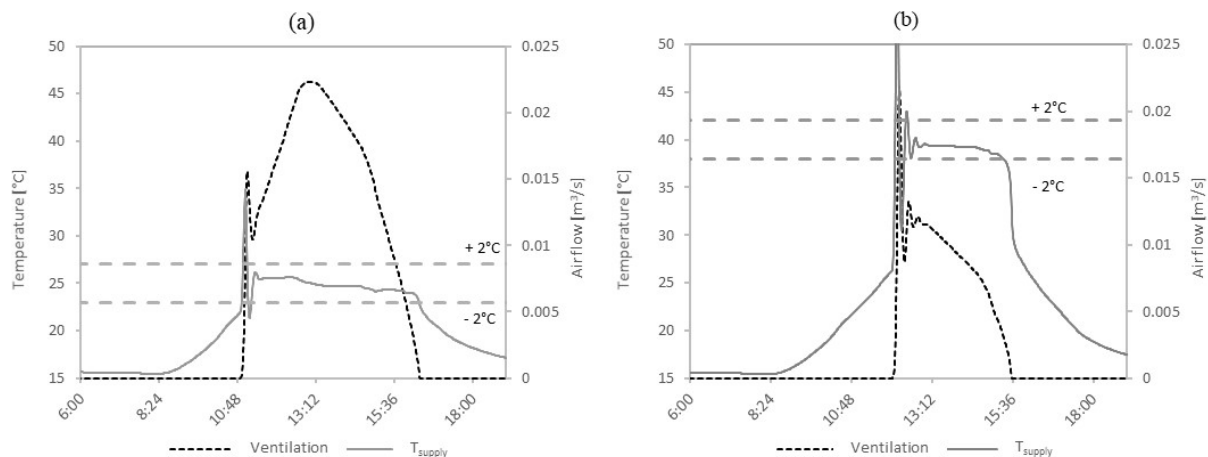 (a)
50
45
40
35
30
25
20
15
Temperature [°C]
0.025
0.02
0.015
0.01
0.005
0
Airflow [m³/s]
+ 2°C
- 2°C
6:00
8:24
10:48
13:12
15:36
18:00
Ventilation
Tsupply
(b)
50
45
40
35
30
25
20
15
Temperature [°C]
0.025
0.02
0.015
0.01
0.005
0
Airflow [m³/s]
+ 2°C
- 2°C
6:00
8:24
10:48
13:12
15:36
18:00
Ventilation
Tsupply